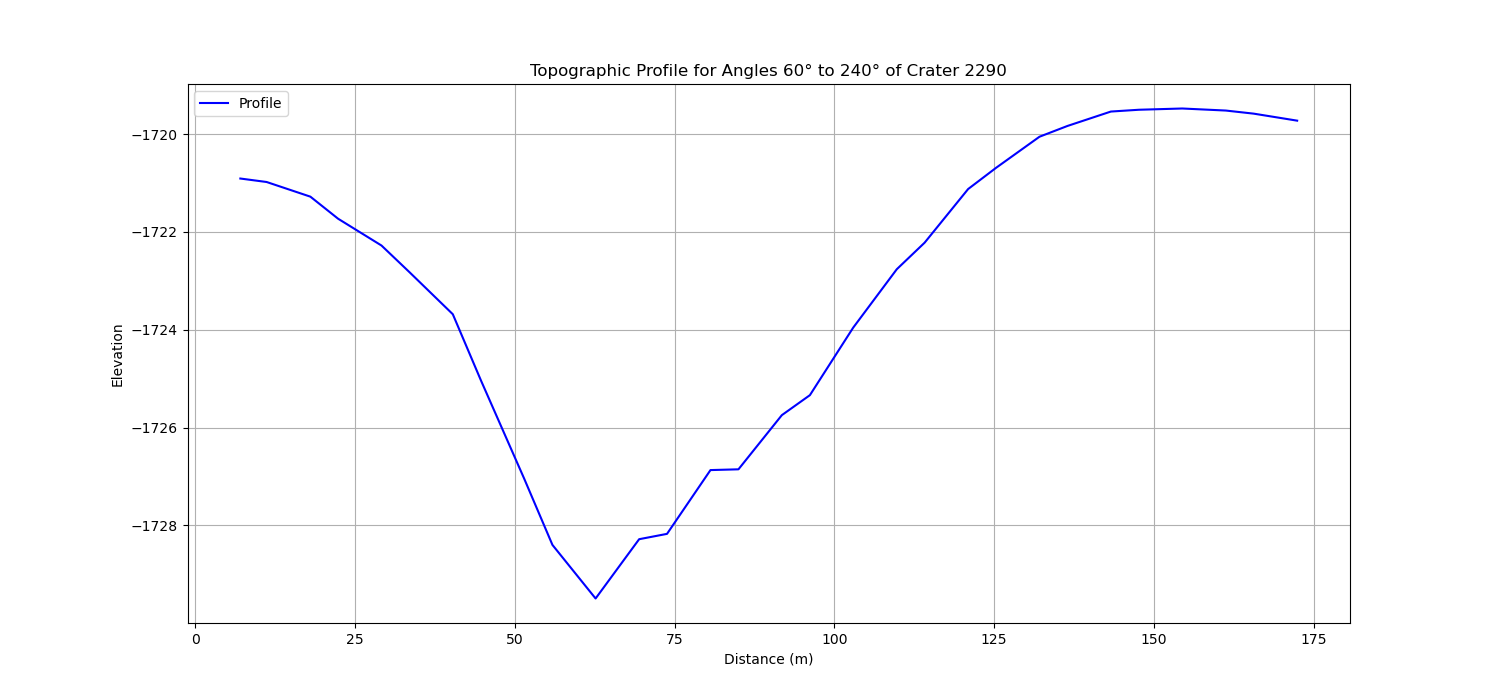 Topographic Profile for Angles 60° to 240° of Crater 2290
Profile
−1720
−1722
−1724
−1726
−1728
Elevation
0 25 50 75 100 125 150 175
Distance (m)